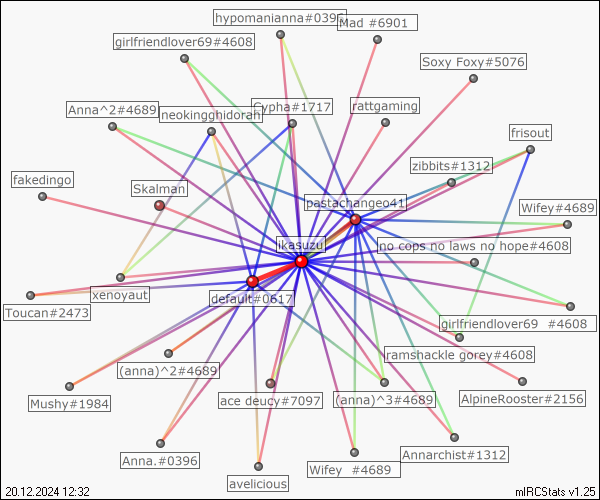 hypomanianna#0396
Mad #6901
girlfriendlover69#4608
Soxy Foxy#5076
Anna^2#4689
neokingghidorah
Cypha#1717
rattgaming
frisout
zibbits#1312
fakedingo
Skalman
pastachangeo41
Wifey#4689
ikasuzu
no cops no laws no hope#4608
xenoyaut
default#0617
Toucan#2473
girlfriendlover69 #4608
ramshackle gorey#4608
(anna)^2#4689
Mushy#1984
ace deucy#7097
(anna)^3#4689
AlpineRooster#2156
Anna.#0396
Annarchist#1312
avelicious
Wifey #4689
20.12.2024 12:32
mIRCStats v1.25